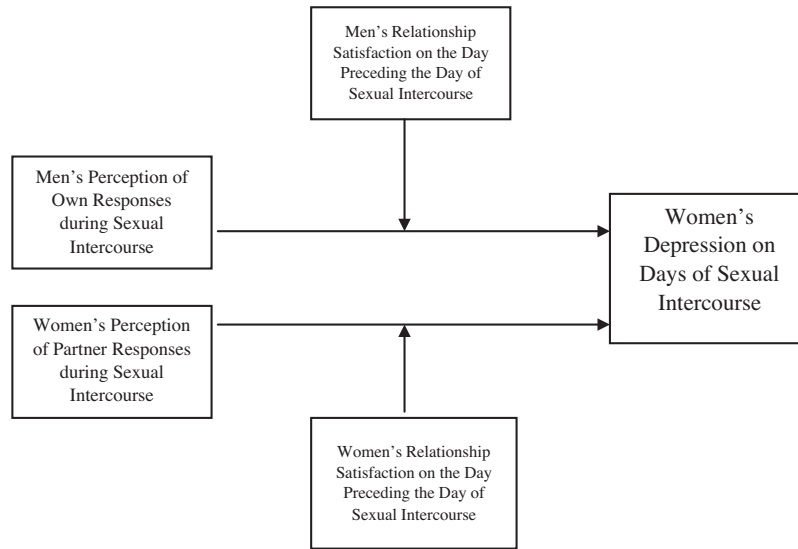 Men’s Relationship
Satisfaction on the Day
Preceding the Day of
Sexual Intercourse
Men’s Perception of
Own Responses
during Sexual
Intercourse
Women’s
Depression on
Days of Sexual
Intercourse
Women’s Perception
of Partner Responses
during Sexual
Intercourse
Women’s Relationship
Satisfaction on the Day
Preceding the Day of
Sexual Intercourse